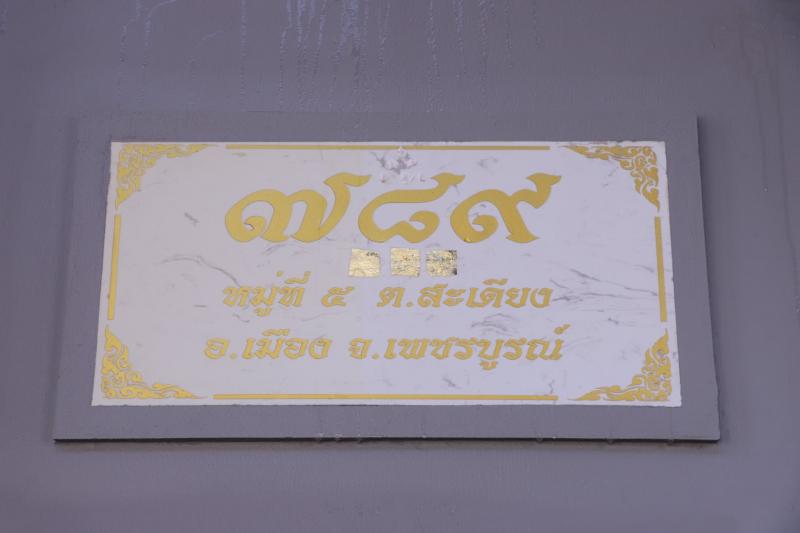 ๗๘๙
หมู่ที่ ๕ ต.สะเดียง
อ.เมือง จ.เพชรบูรณ์